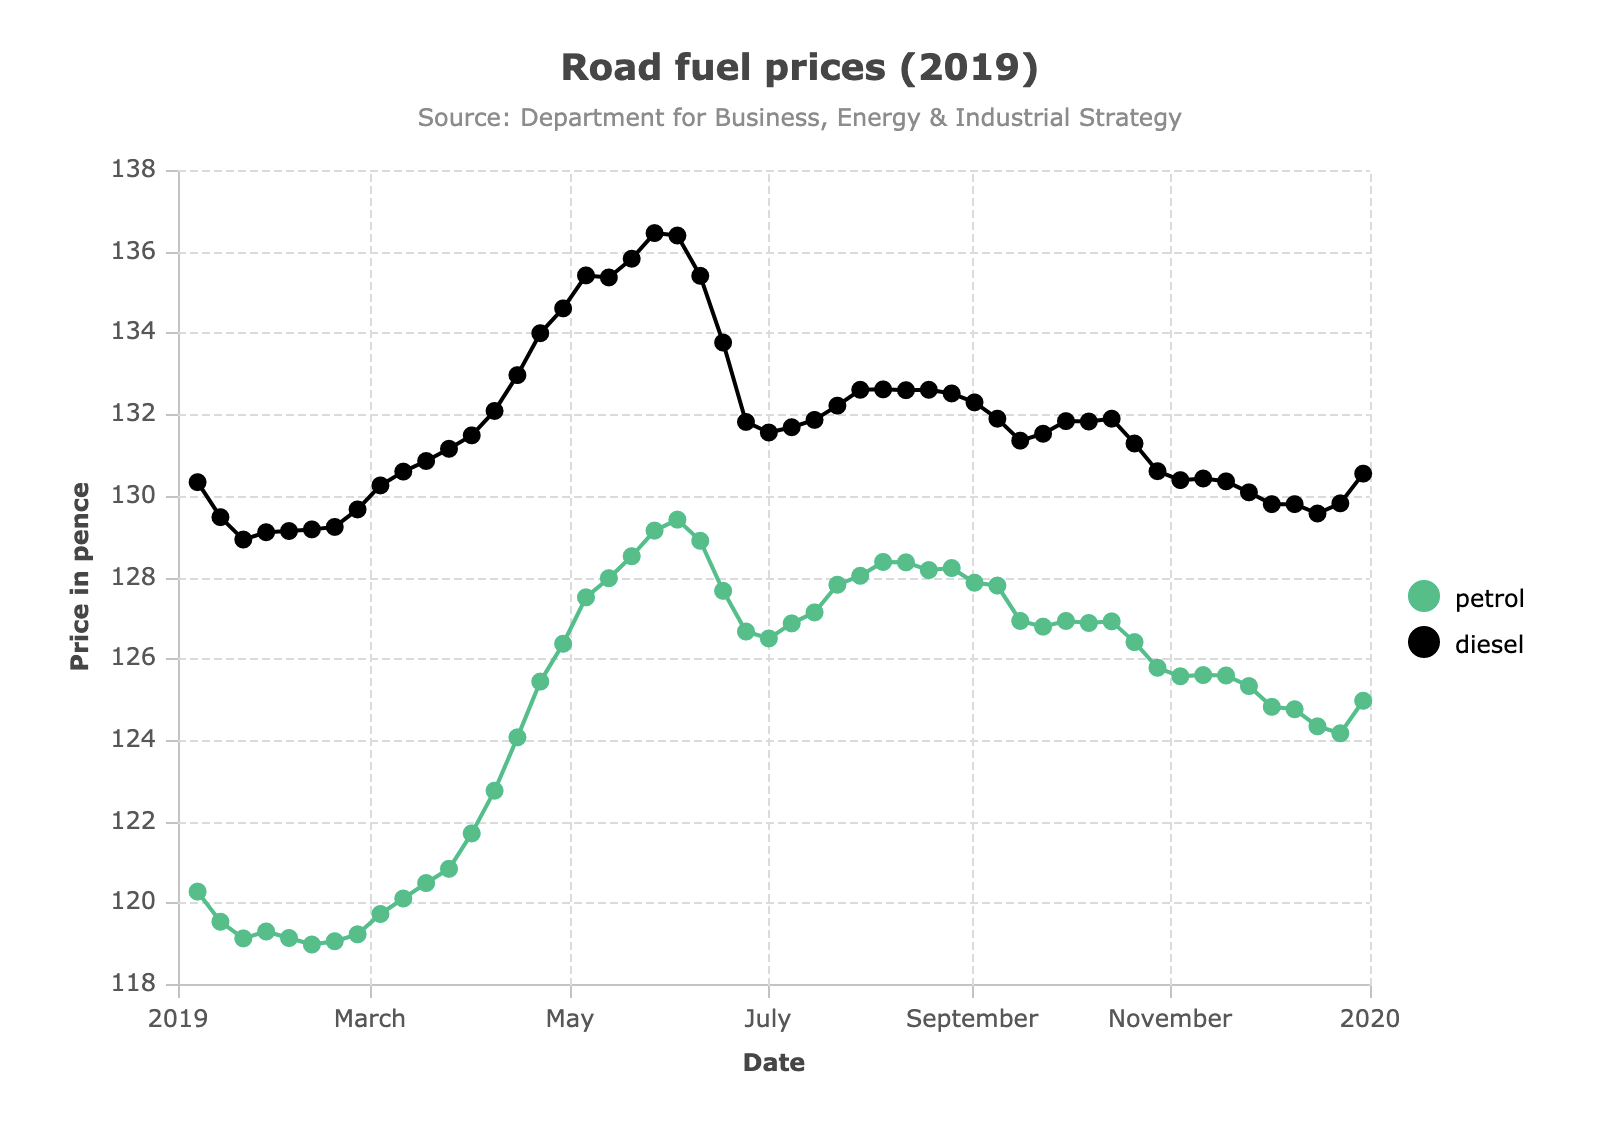 Road fuel prices (2019)
Source: Department for Business, Energy & Industrial Strategy
138
136
134
132
130
128
126
124
122
120
118
Price in pence
2019
March
May
July
September
November
2020
Date
petrol
diesel